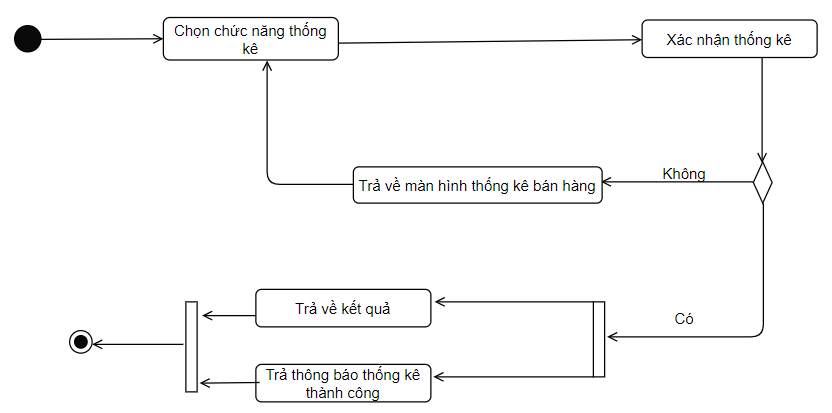 Chọn chức năng thống
kê
Xác nhận thống kê
Không
Trả về màn hình thống kê bán hàng
Trả về kết quả
Có
Trả thông báo thống kê
thành công